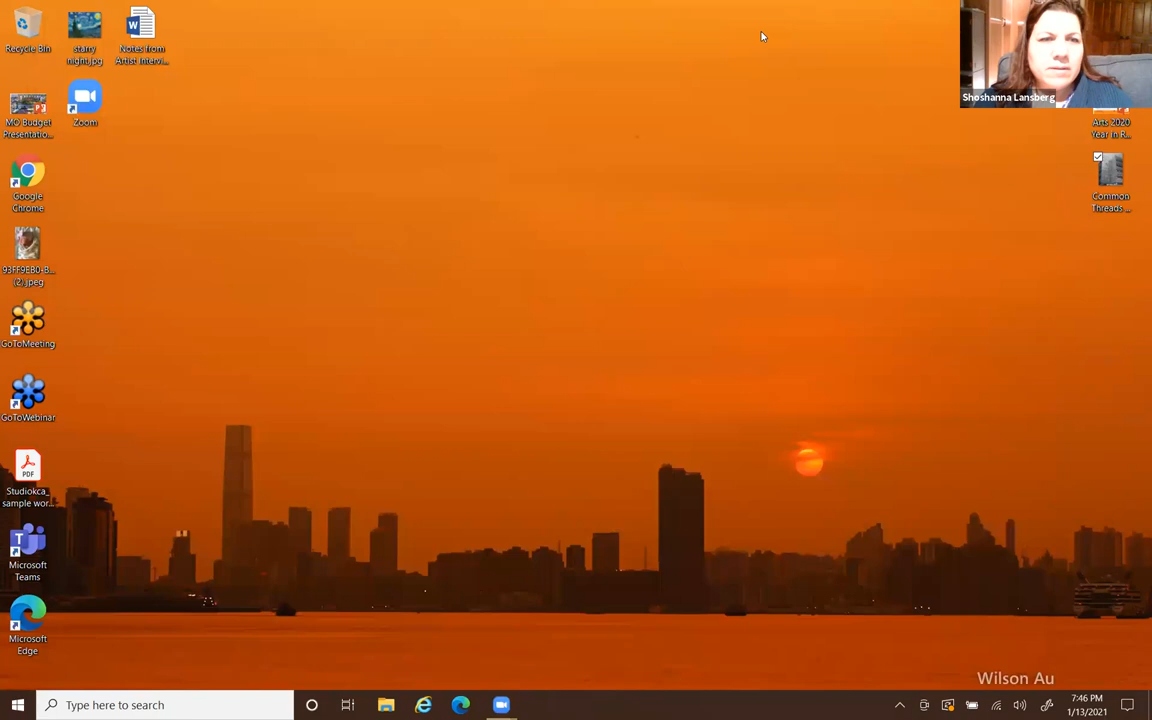 Recycle Bin
starry
night.jpg
Notes from
Artist Intervi...
MO Budget
Presentatio...
Zoom
Google
Chrome
93FF9EB0-B...
(2).jpeg
GoToMeeting
GoToWebinar
PDF
Studiokca_
sample wor...
Microsoft
Teams
Microsoft
Edge
Shoshanna Lansberg
Arts 2020
Year In R...
Common
Threads ...
Wilson Au
Type here to search
7:46 PM
1/13/2021